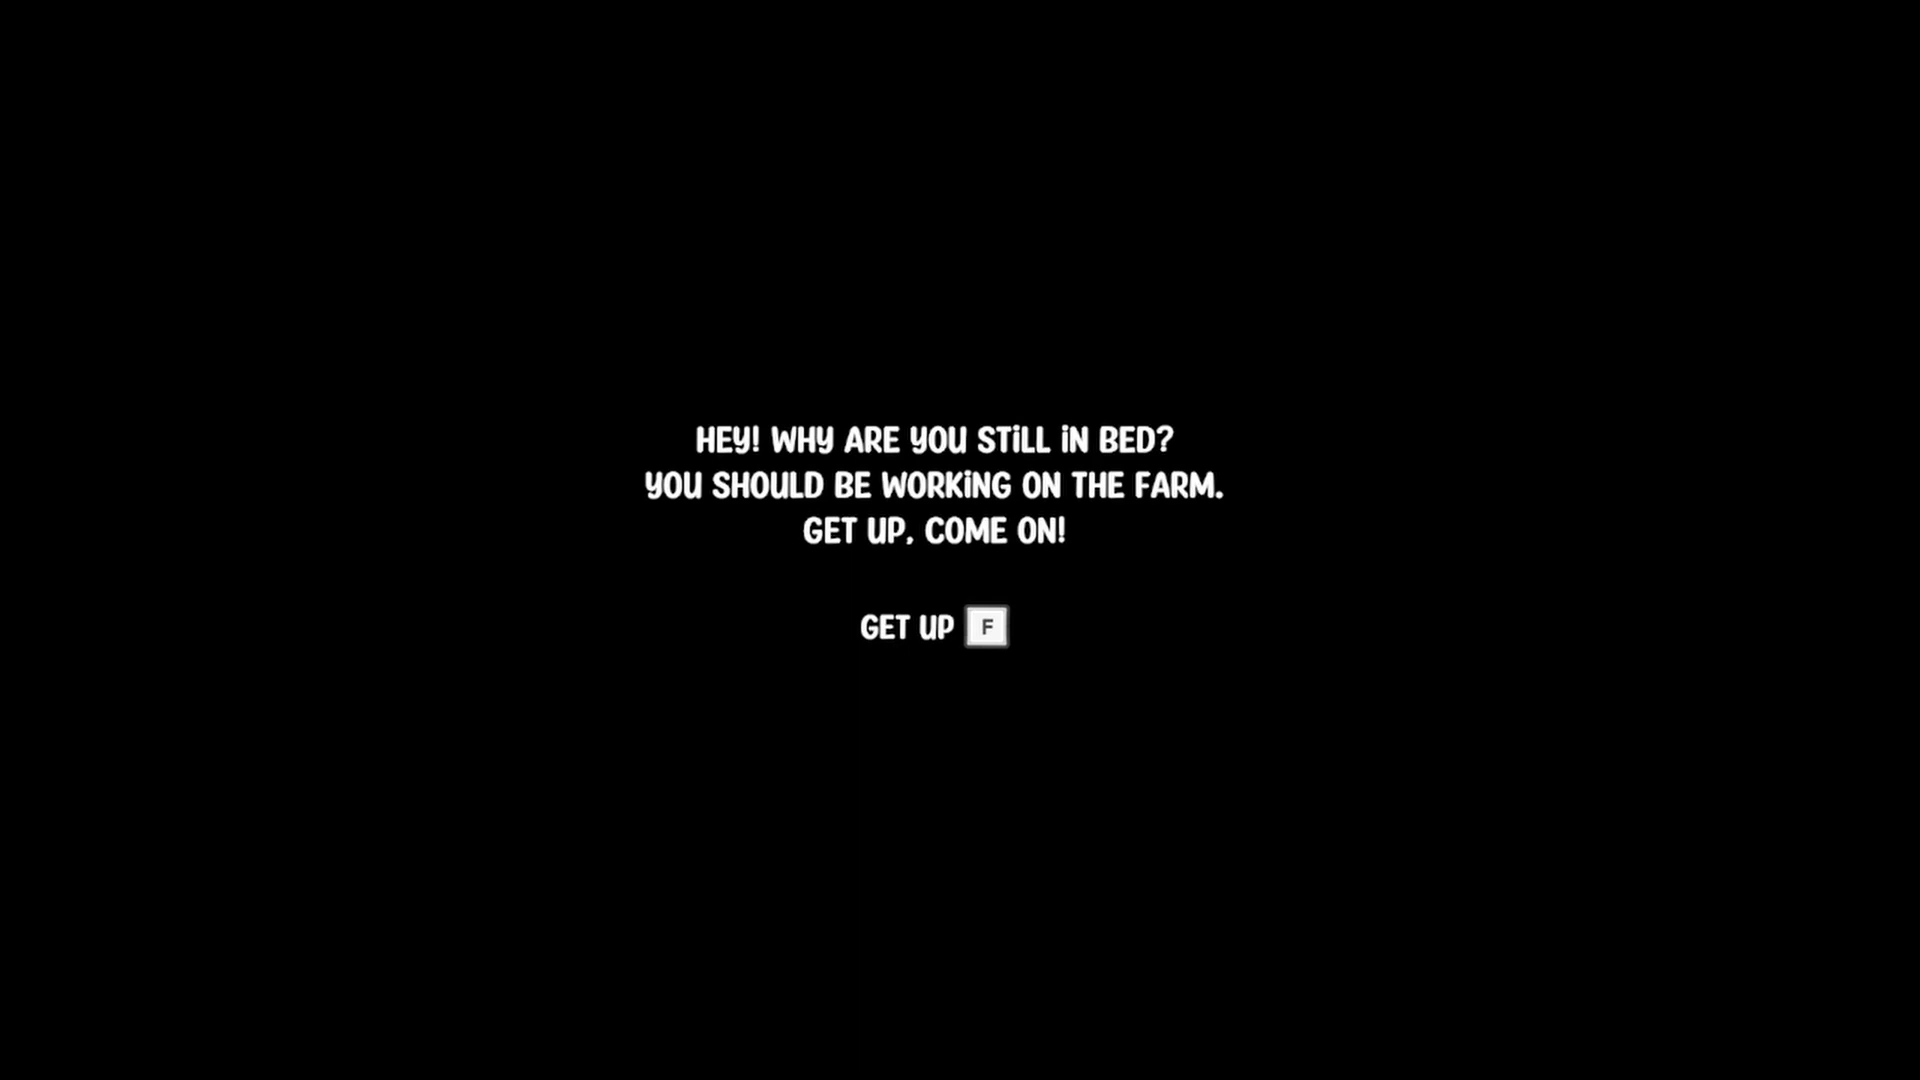 HEY! WHY ARE YOU STILL IN BED?
YOU SHOULD BE WORKING ON THE FARM.
GET UP, COME ON!
GET UP F